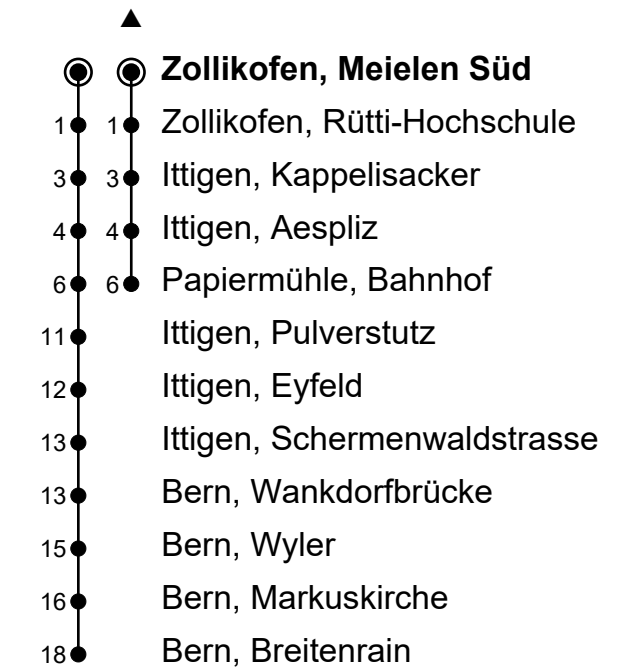 ▲
Zollikofen, Meielen Süd
1 1 Zollikofen, Rütti-Hochschule
3 3 Ittigen, Kappelisacker
4 4 Ittigen, Aespliz
6 6 Papiermühle, Bahnhof
11 Ittigen, Pulverstutz
12 Ittigen, Eyfeld
13 Ittigen, Schermenwaldstrasse
13 Bern, Wankdorfbrücke
15 Bern, Wyler
16 Bern, Markuskirche
18 Bern, Breitenrain